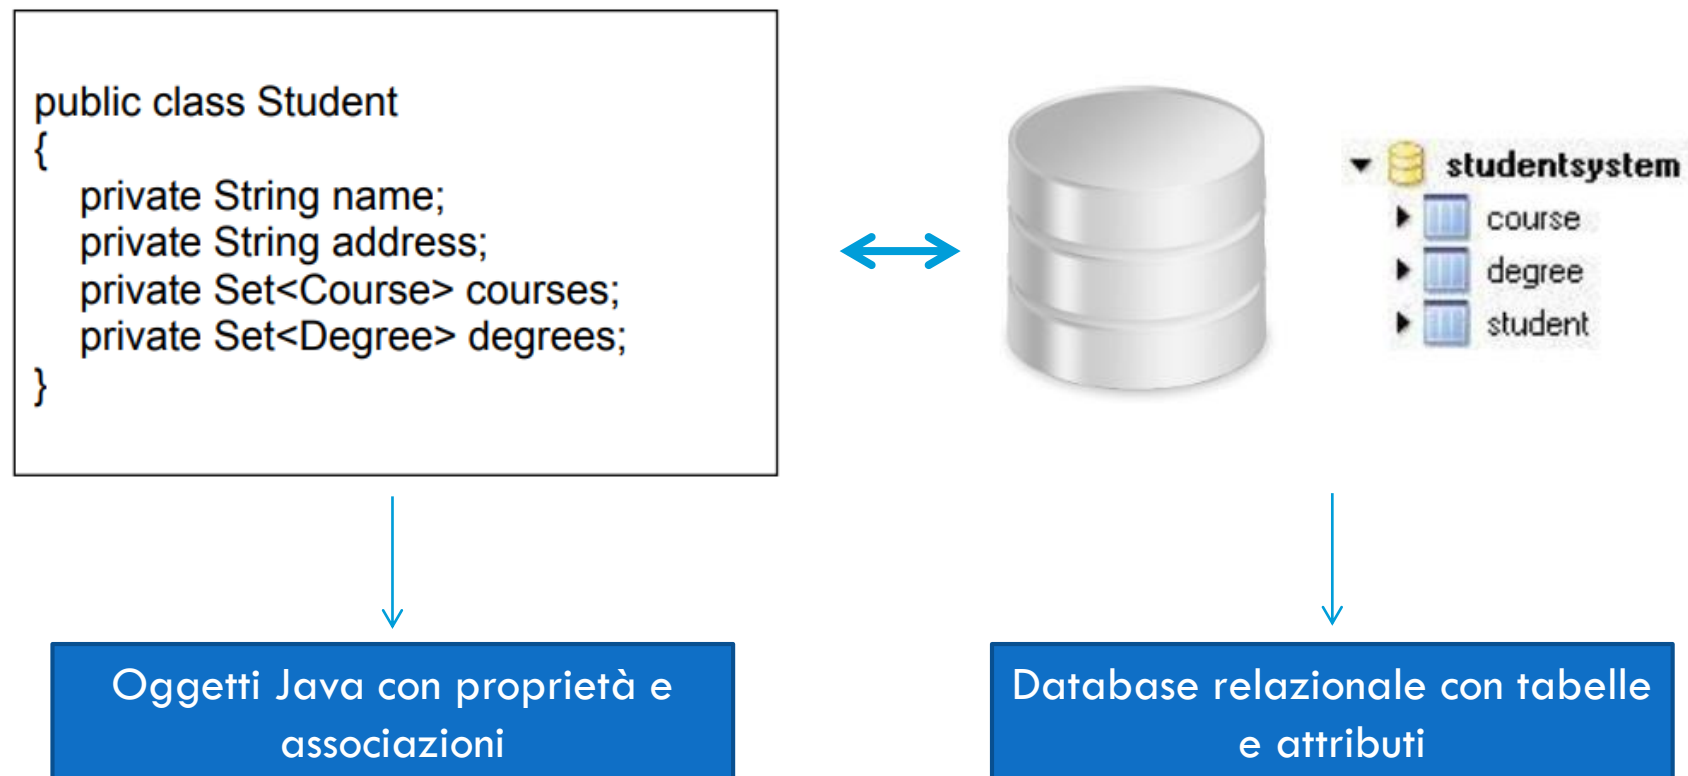 public class Student
{
private String name;
private String address;
private Set<Course> courses;
private Set<Degree> degrees;
}
studentsystem
course
degree
student
Oggetti Java con proprietà e
associazioni
Database relazionale con tabelle
e attributi